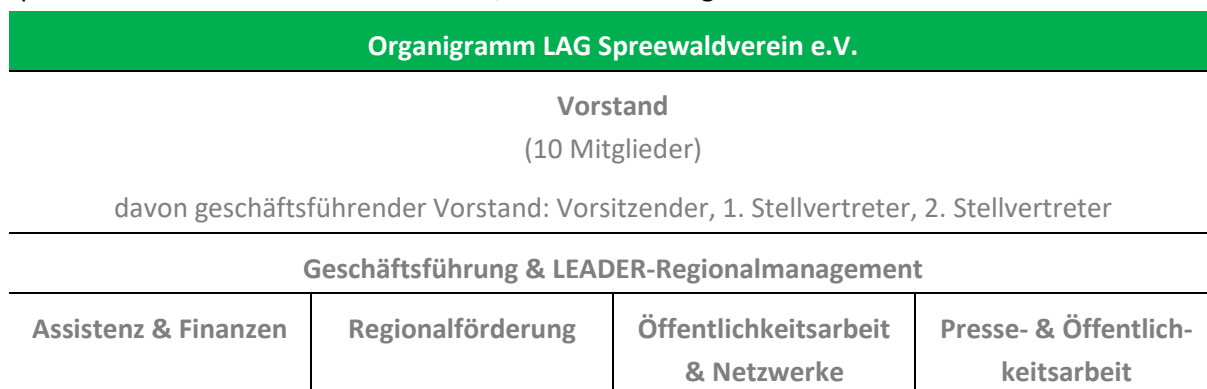 Organigramm LAG Spreewaldverein e.V.
Vorstand
(10 Mitglieder)
davon geschäftsführender Vorstand: Vorsitzender, 1. Stellvertreter, 2. Stellvertreter
Geschäftsführung & LEADER-Regionalmanagement
Assistenz & Finanzen
Regionalförderung
Öffentlichkeitsarbeit
& Netzwerke
Presse- & Öffentlich-
keitsarbeit